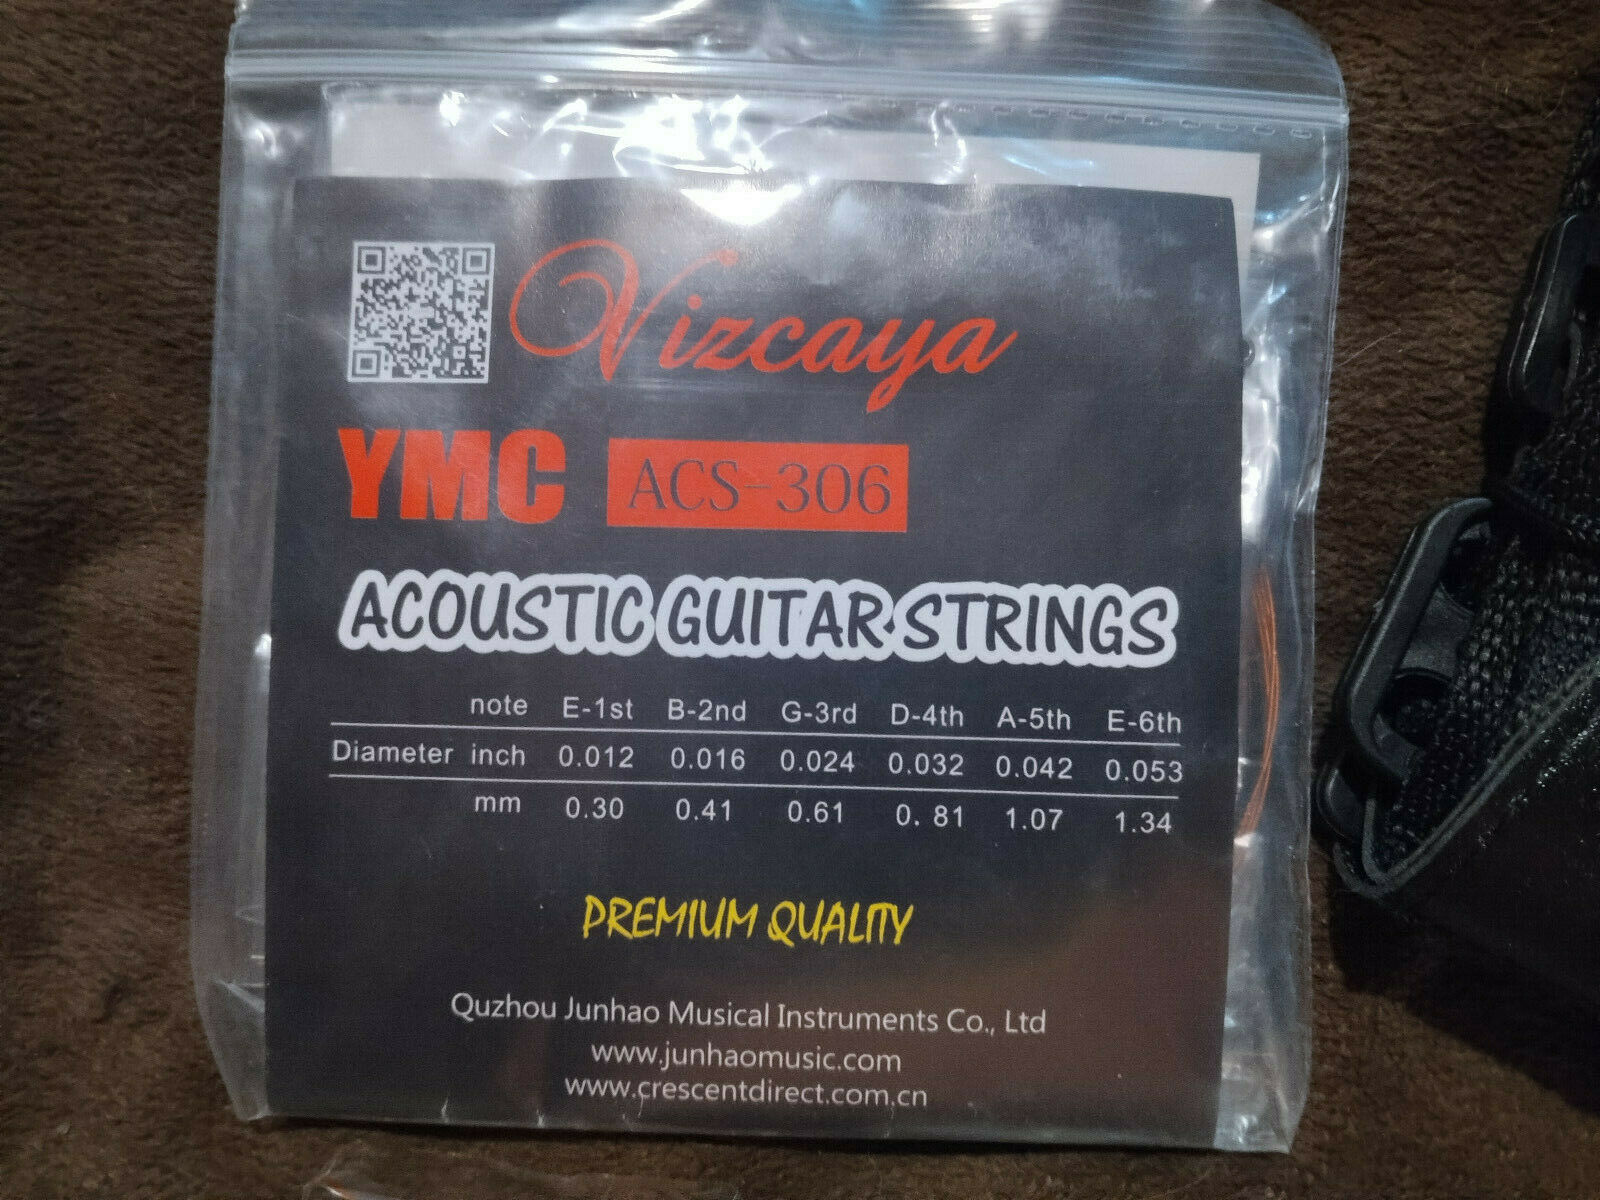 Vizcaya
YMC ACS-306
ACOUSTIC GUITAR STRINGS
note E-1st B-2nd G-3rd D-4th A-5th E-6th
Diameter inch 0.012 0.016 0.024 0.032 0.042 0.053
mm 0.30 0.41 0.61 0. 81 1.07 1.34
PREMIUM QUALITY
Quzhou Junhao Musical Instruments Co., Ltd
www.junhaomusic.com
www.crescentdirect.com.cn